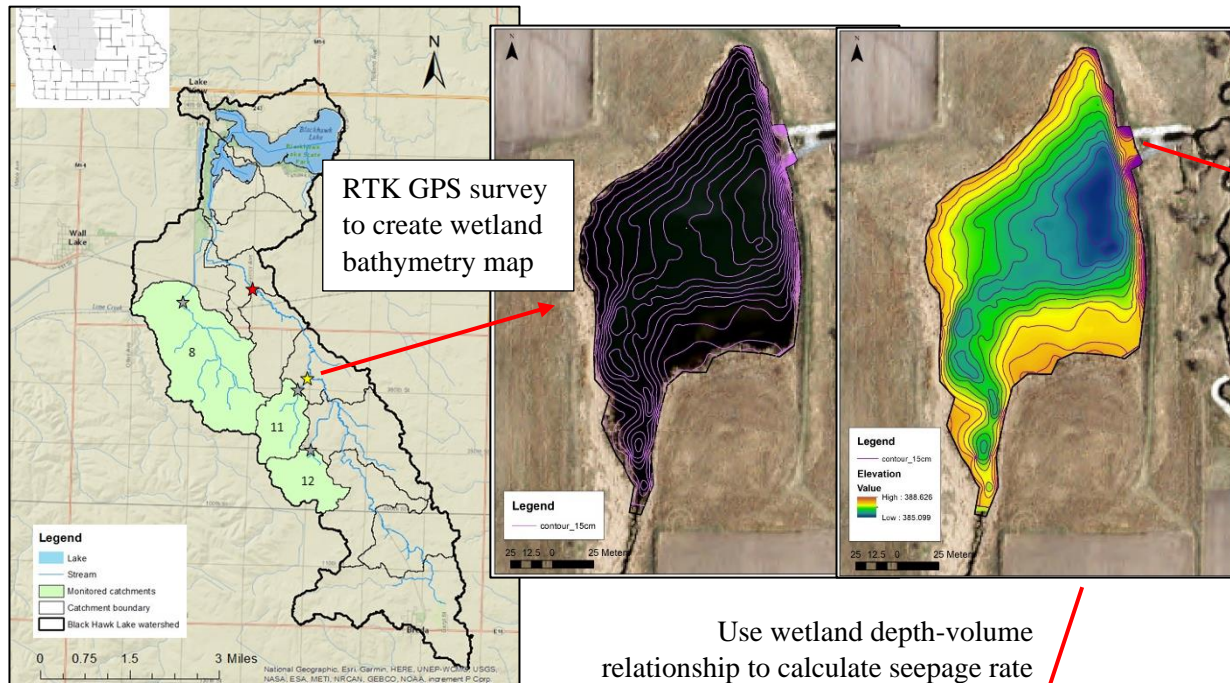 N
Lake
Blackhawk
Lake
Wall
Lake
8
11
12
Breda
Legend
Lake
Stream
Monitored catchments
Catchment boundary
Black Hawk Lake watershed
0 0.75 1.5 3 Miles
National Geographic, Esri, Garmin, HERE, UNEP-WCMC, USGS,
NASA, ESA, METI, NRCAN, GEBCO, NOAA, increment P Corp.
RTK GPS survey
to create wetland
bathymetry map
N
Legend
contour_15cm
25 12.5 0 25 Meters
N
Legend
contour_15cm
Elevation
Value
High : 388.626
Low : 385.099
25 12.5 0 25 Meters
Use wetland depth-volume
relationship to calculate seepage rate